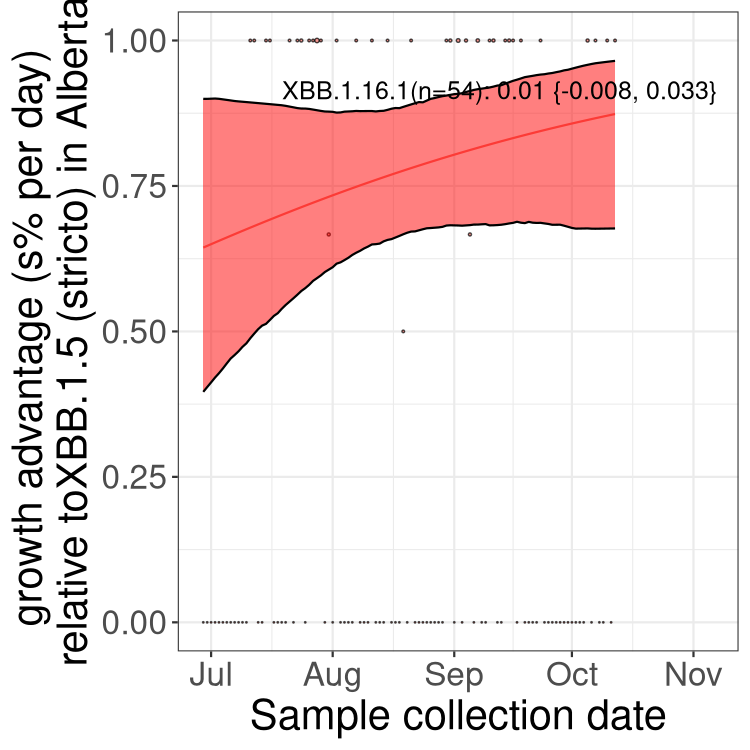 growth advantage (s% per day)
relative toXBB.1.5 (stricto) in Alberta
1.00
0.75
0.50
0.25
0.00
XBB.1.16.1(n=54): 0.01 {-0.008, 0.033}
Jul Aug Sep Oct Nov
Sample collection date